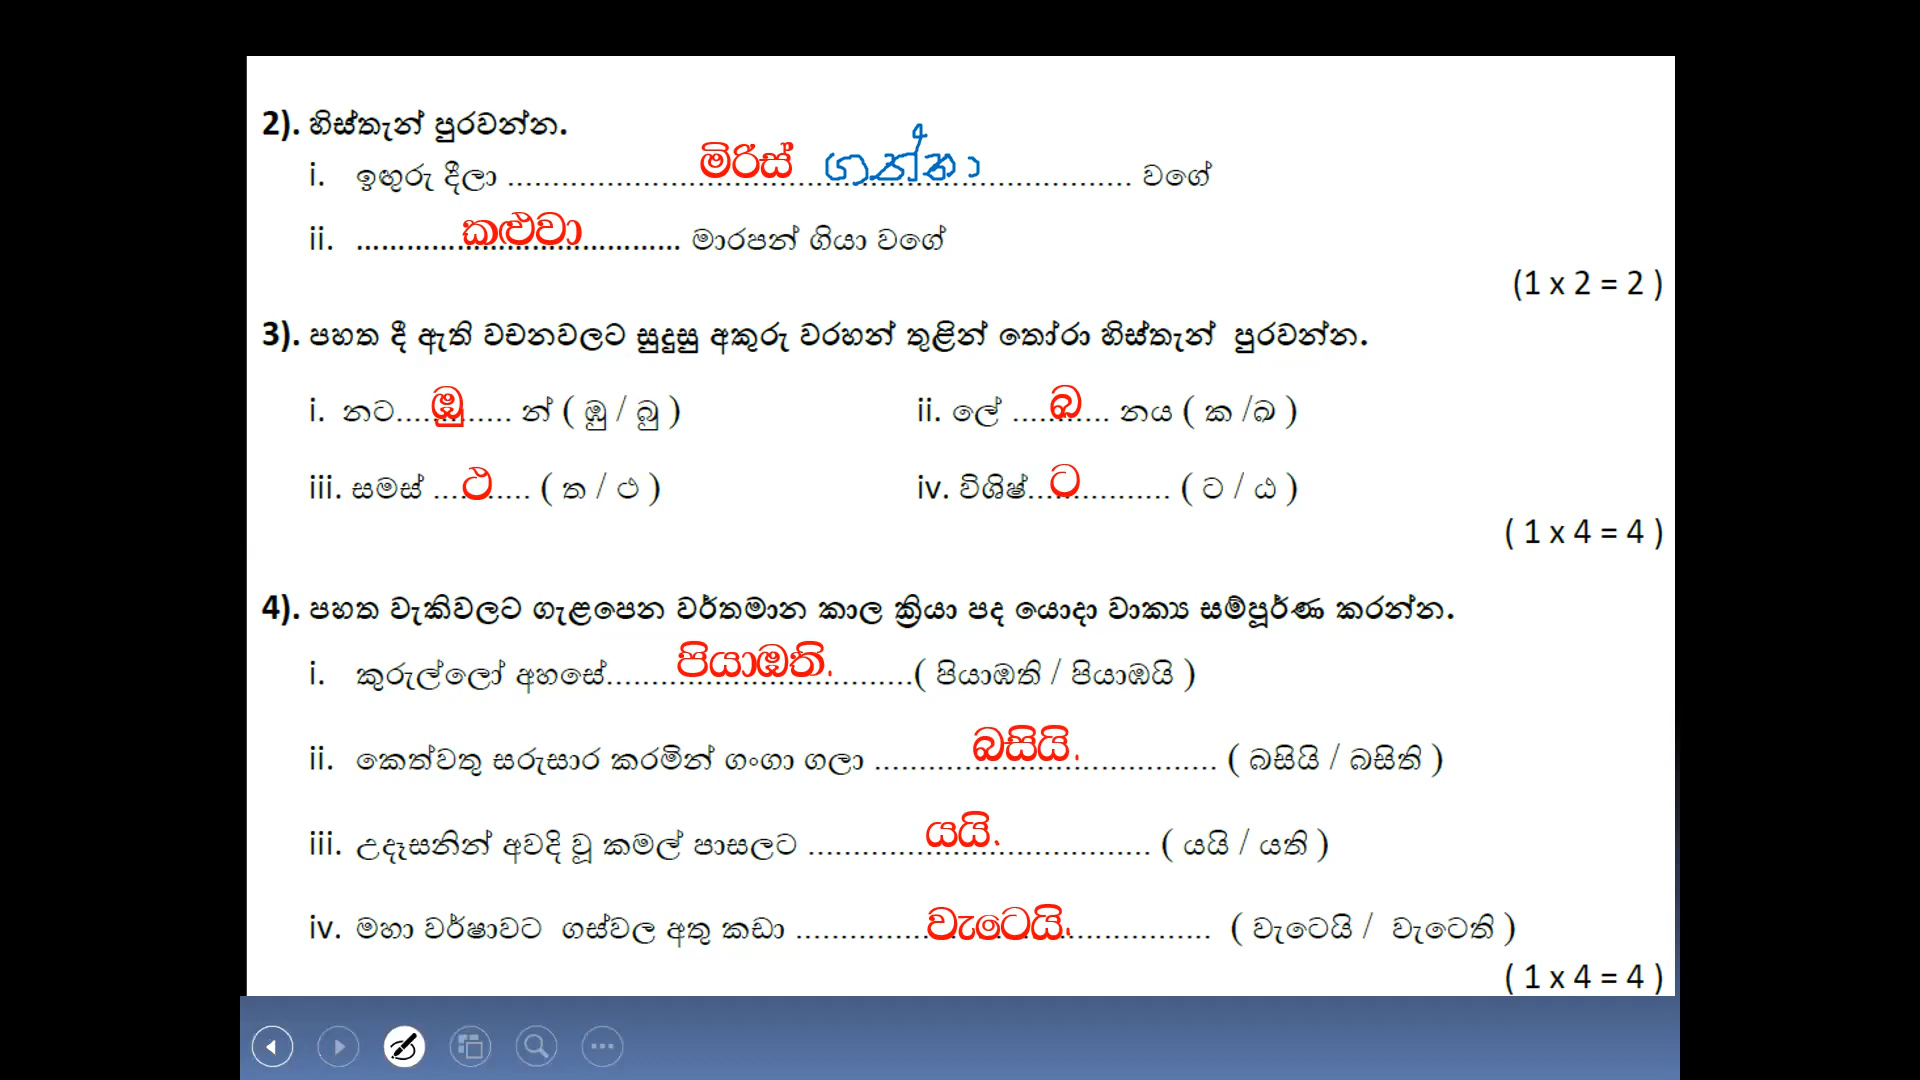 2). හිස්තැන් පුරවන්න.
i. ඉඟුරු දීලා ........ මිරිස් ගත්තා ........ වගේ
ii. ........ කළුවා ........ මාරපන් ගියා වගේ
(1 x 2 = 2 )
3). පහත දී ඇති වචනවලට සුදුසු අකුරු වරහන් තුළින් තෝරා හිස්තැන් පුරවන්න.
i. නට.....ඹු..... න් ( ඹු / බු ) ii. ලේ .....ඛ..... නය ( ක /ඛ )
iii. සමස් .....ථ..... ( ත / ථ ) iv. විශිෂ්.....ට..... ( ට / ඨ )
( 1 x 4 = 4 )
4). පහත වැකිවලට ගැළපෙන වර්තමාන කාල ක්‍රියා පද යොදා වාක්‍ය සම්පූර්ණ කරන්න.
i. කුරුල්ලෝ අහසේ........ පියාඹති. ........( පියාඹති / පියාඹයි )
ii. කෙත්වතු සරුසාර කරමින් ගංගා ගලා ........ බසියි. ........ ( බසියි / බසිති )
iii. උදෑසනින් අවදි වූ කමල් පාසලට ........ යයි. ........ ( යයි / යති )
iv. මහා වර්ෂාවට ගස්වල අතු කඩා ........ වැටෙයි. ........ ( වැටෙයි / වැටෙති )
( 1 x 4 = 4 )